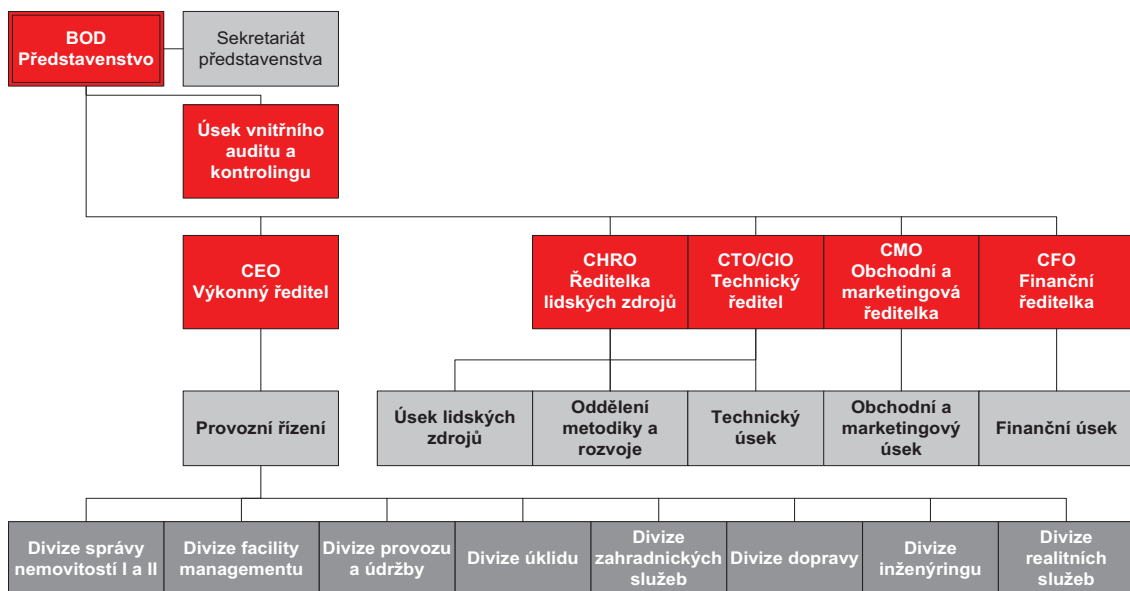 BOD
Představenstvo
Sekretariát
představenstva
Úsek vnitřního
auditu a
kontrolingu
CEO
Výkonný ředitel
CHRO
Ředitelka
lidských zdrojů
CTO/CIO
Technický
ředitel
CMO
Obchodní a
marketingová
ředitelka
CFO
Finanční
ředitelka
Provozní řízení
Úsek lidských
zdrojů
Oddělení
metodiky a
rozvoje
Technický
úsek
Obchodní a
marketingový
úsek
Finanční úsek
Divize správy
nemovitostí I a II
Divize facility
managementu
Divize provozu
a údržby
Divize úklidu
Divize
zahradnických
služeb
Divize dopravy
Divize
inženýringu
Divize
realitních
služeb